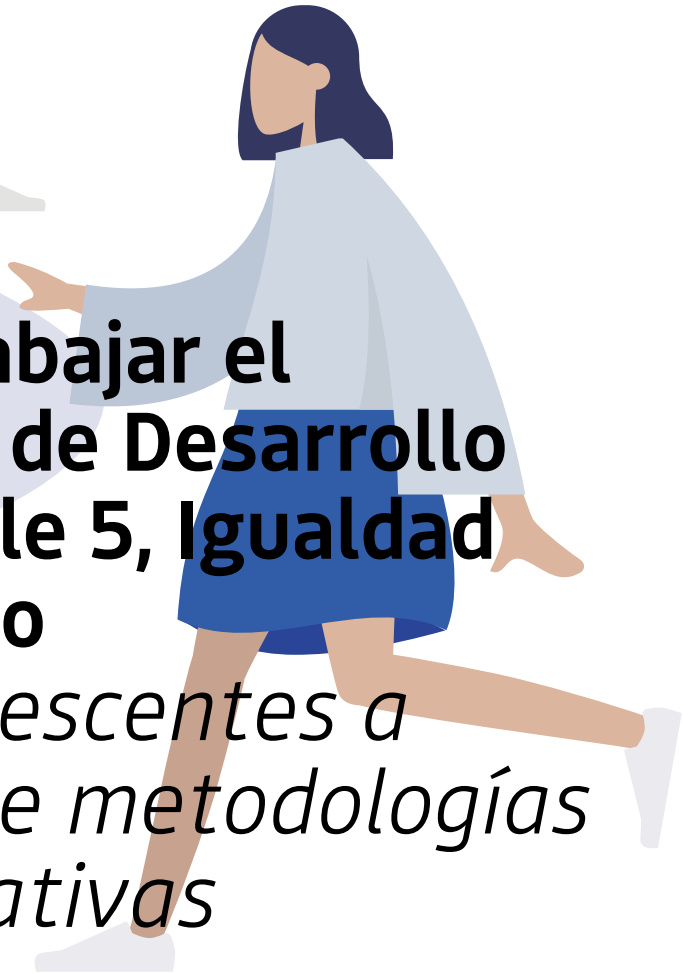 abajar el
de Desarrollo
le 5, Igualdad
o
escentes a
e metodologías
ativas